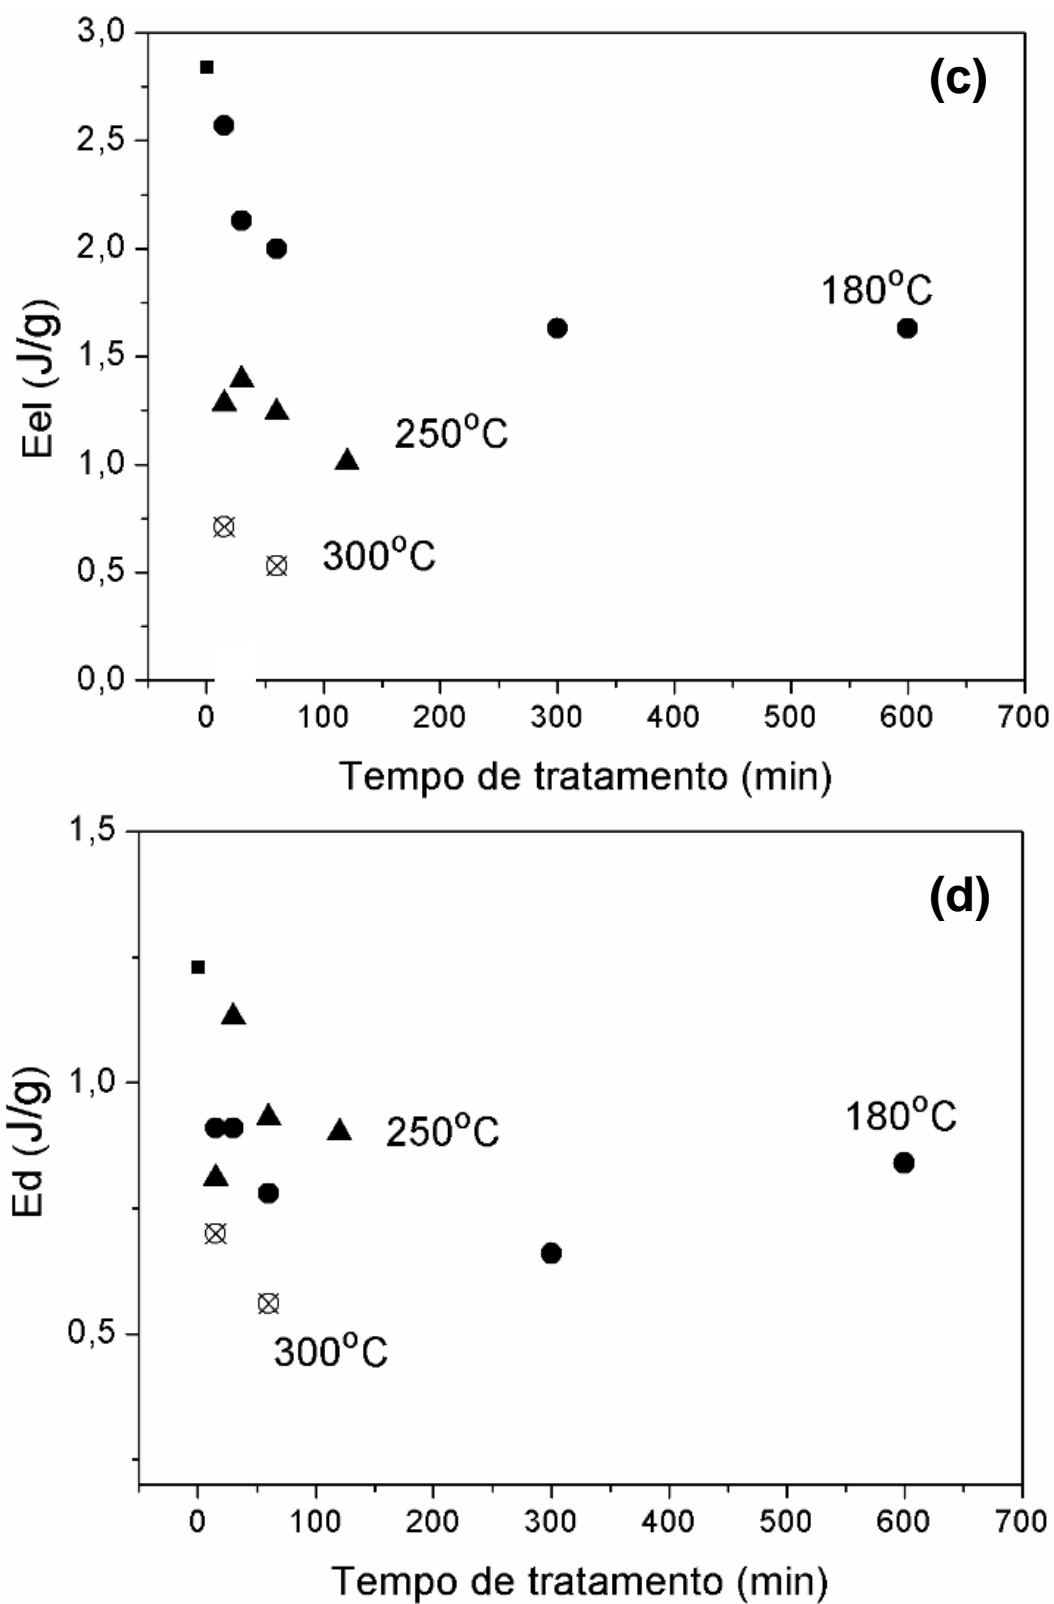 3,0
(c)
2,5
2,0
180°C
1,5
Eel (J/g)
250°C
1,0
300°C
0,5
0,0
0 100 200 300 400 500 600 700
Tempo de tratamento (min)
1,5
(d)
1,0
180°C
250°C
Ed (J/g)
0,5
300°C
0 100 200 300 400 500 600 700
Tempo de tratamento (min)